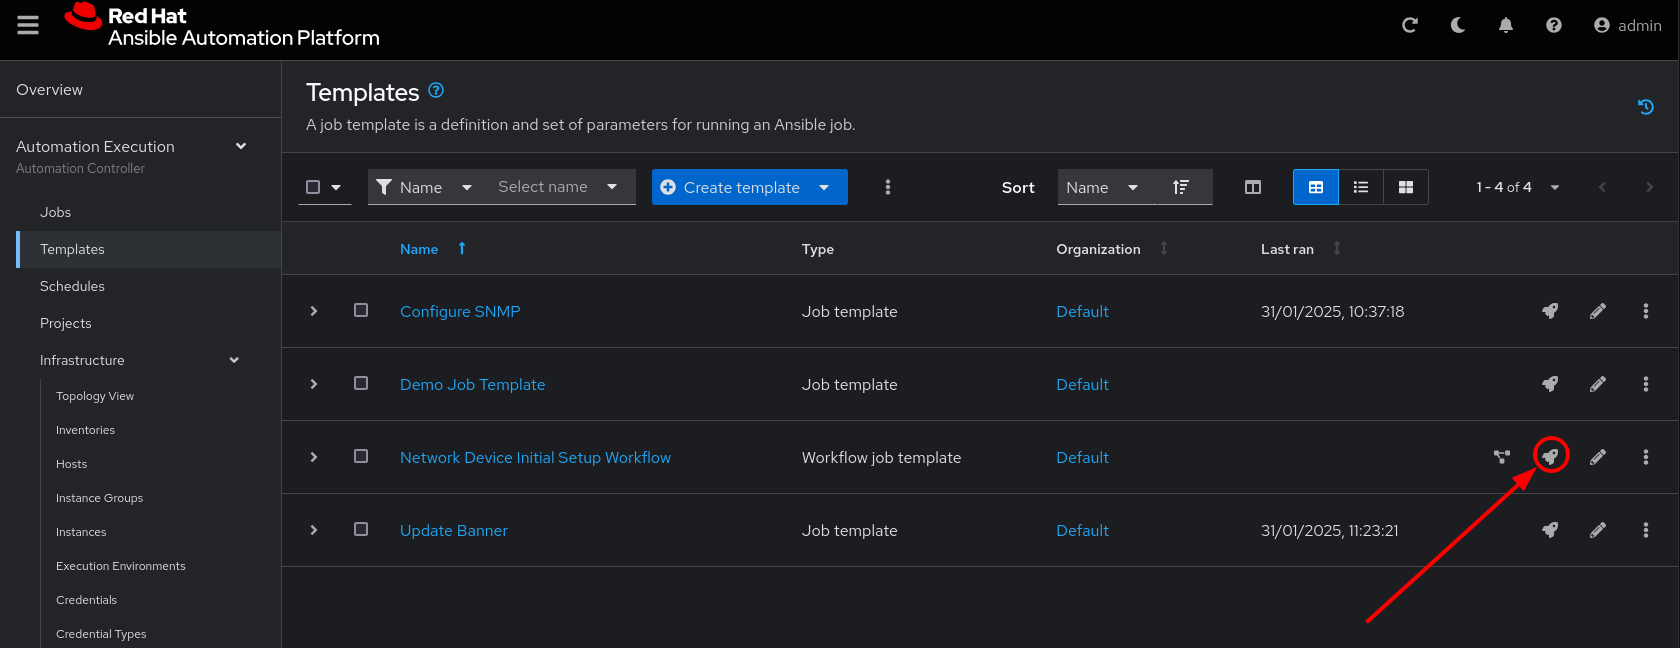 Red Hat
Ansible Automation Platform
admin
Overview
Automation Execution
Automation Controller
Jobs
Templates
Schedules
Projects
Infrastructure
Topology View
Inventories
Hosts
Instance Groups
Instances
Execution Environments
Credentials
Credential Types
Templates
A job template is a definition and set of parameters for running an Ansible job.
Name Select name Create template Sort Name 1 - 4 of 4
Name Type Organization Last ran
Configure SNMP Job template Default 31/01/2025, 10:37:18
Demo Job Template Job template Default
Network Device Initial Setup Workflow Workflow job template Default
Update Banner Job template Default 31/01/2025, 11:23:21